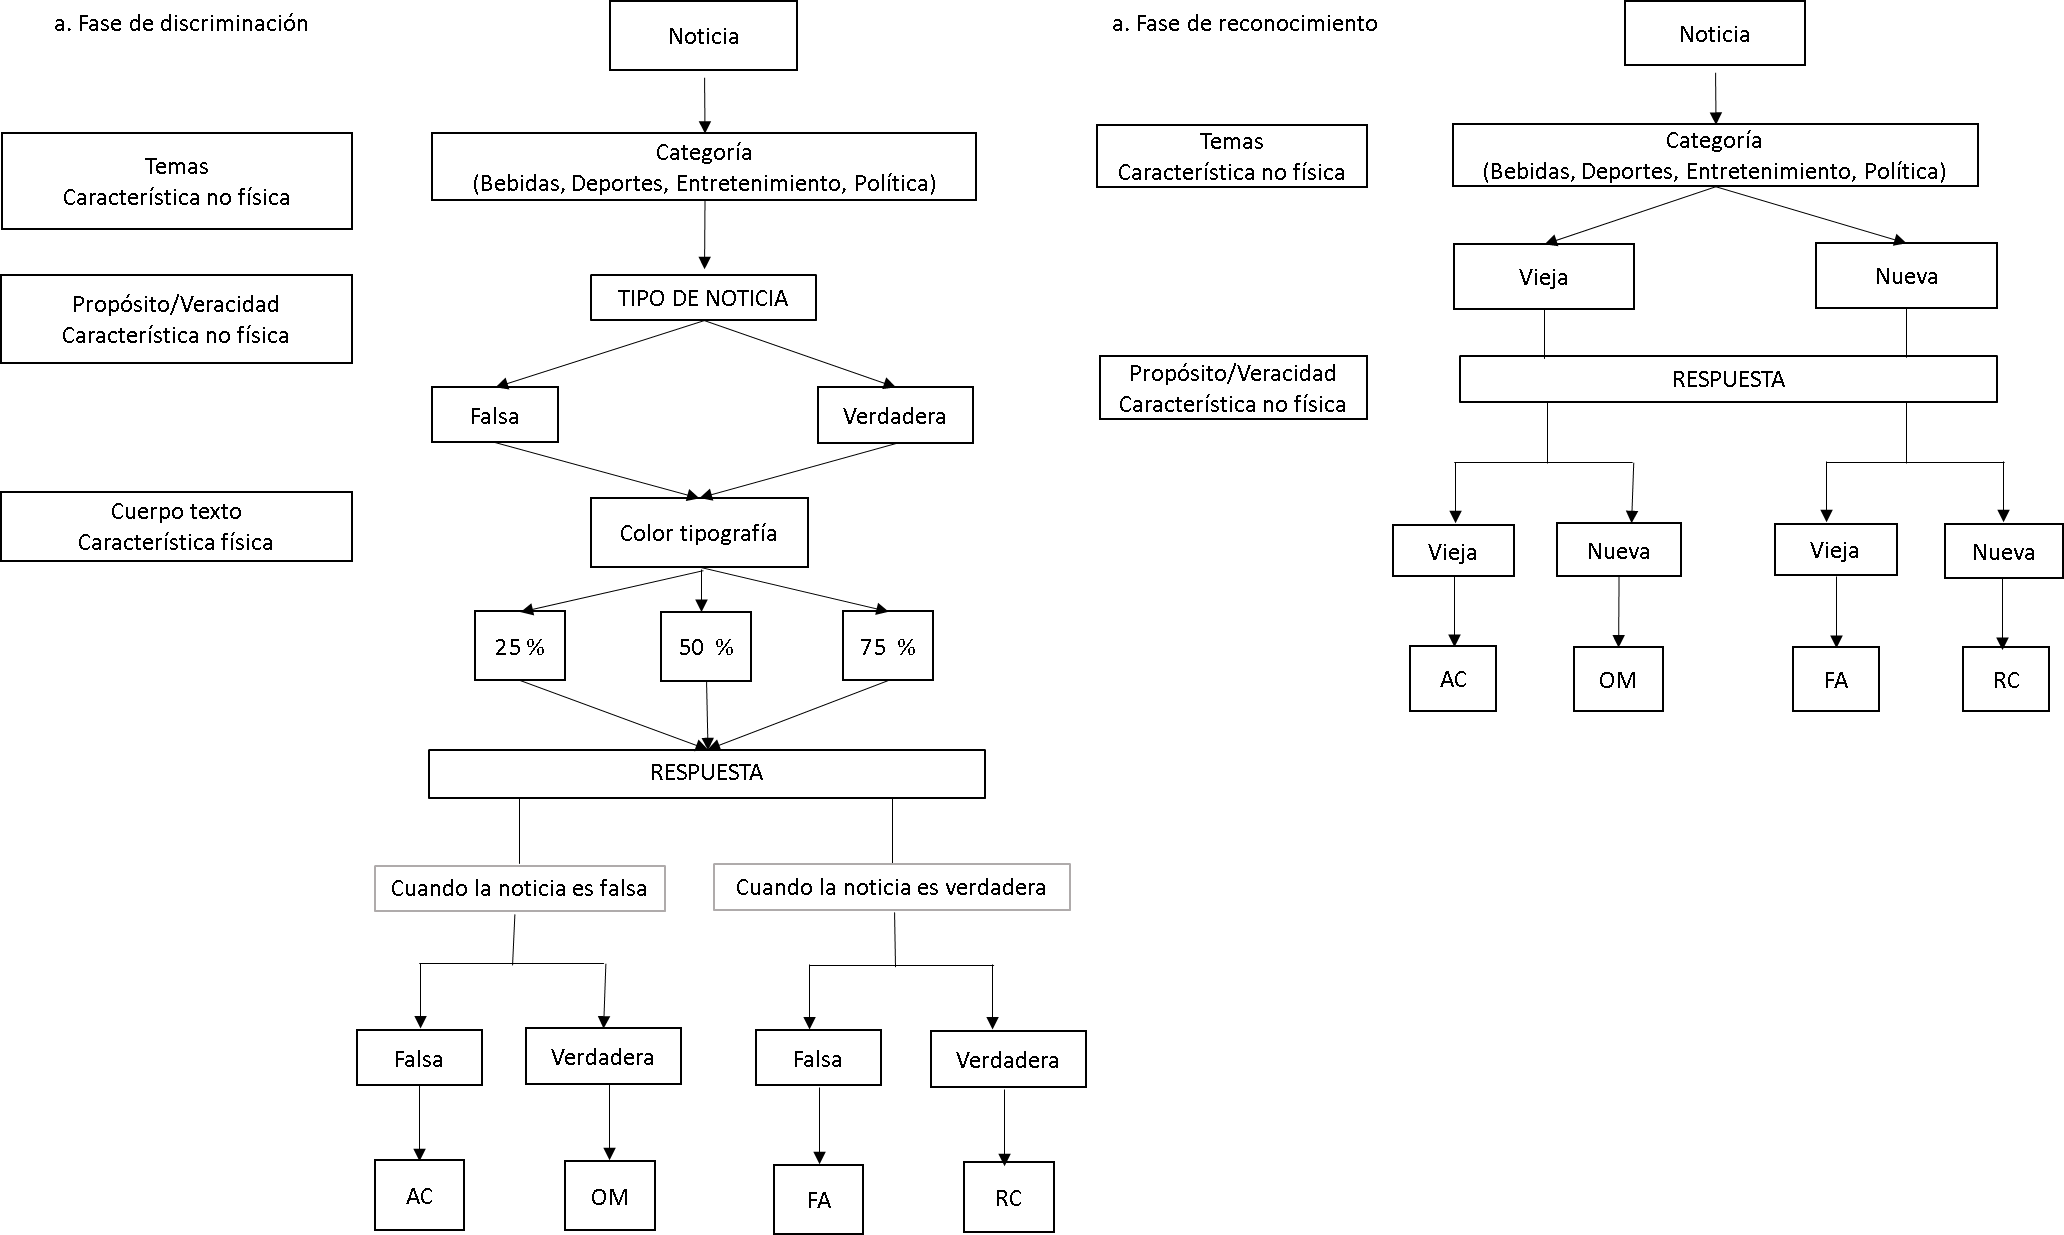 a. Fase de discriminación
Noticia
Temas
Característica no física
Categoría
(Bebidas, Deportes, Entretenimiento, Política)
Propósito/Veracidad
Característica no física
TIPO DE NOTICIA
Falsa
Verdadera
Cuerpo texto
Característica física
Color tipografía
25 %
50 %
75 %
RESPUESTA
Cuando la noticia es falsa
Cuando la noticia es verdadera
Falsa
Verdadera
Falsa
Verdadera
AC
OM
FA
RC
a. Fase de reconocimiento
Noticia
Temas
Característica no física
Categoría
(Bebidas, Deportes, Entretenimiento, Política)
Vieja
Nueva
Propósito/Veracidad
Característica no física
RESPUESTA
Vieja
Nueva
Vieja
Nueva
AC
OM
FA
RC